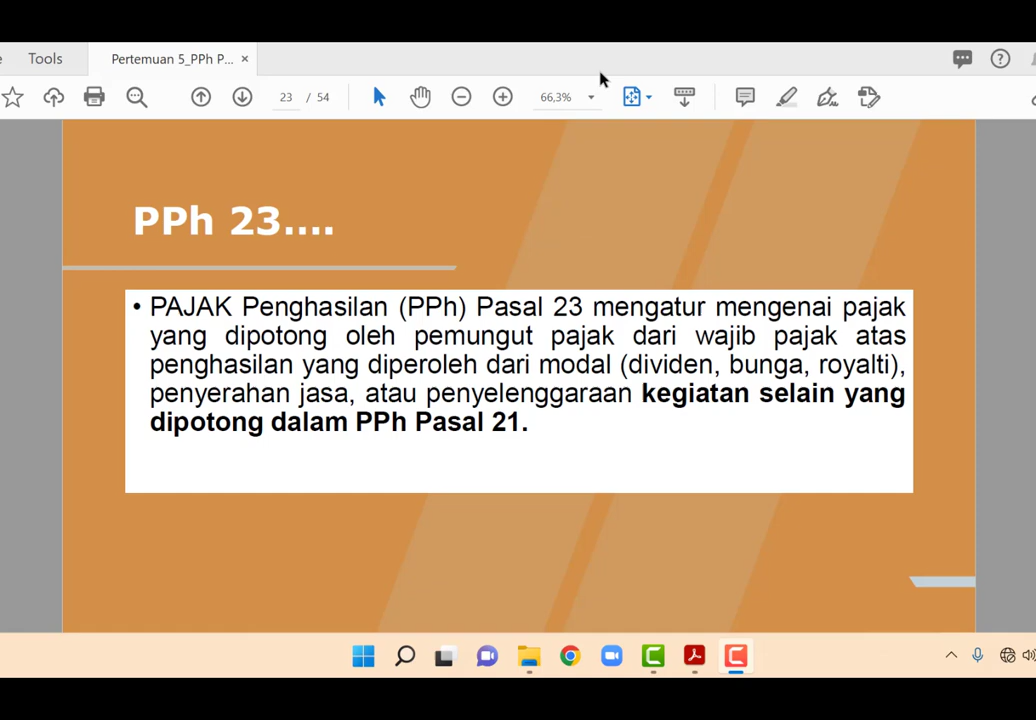 Tools
Pertemuan 5_PPh P... ×
23 / 54
66,3%
PPh 23....
• PAJAK Penghasilan (PPh) Pasal 23 mengatur mengenai pajak
yang dipotong oleh pemungut pajak dari wajib pajak atas
penghasilan yang diperoleh dari modal (dividen, bunga, royalti),
penyerahan jasa, atau penyelenggaraan kegiatan selain yang
dipotong dalam PPh Pasal 21.